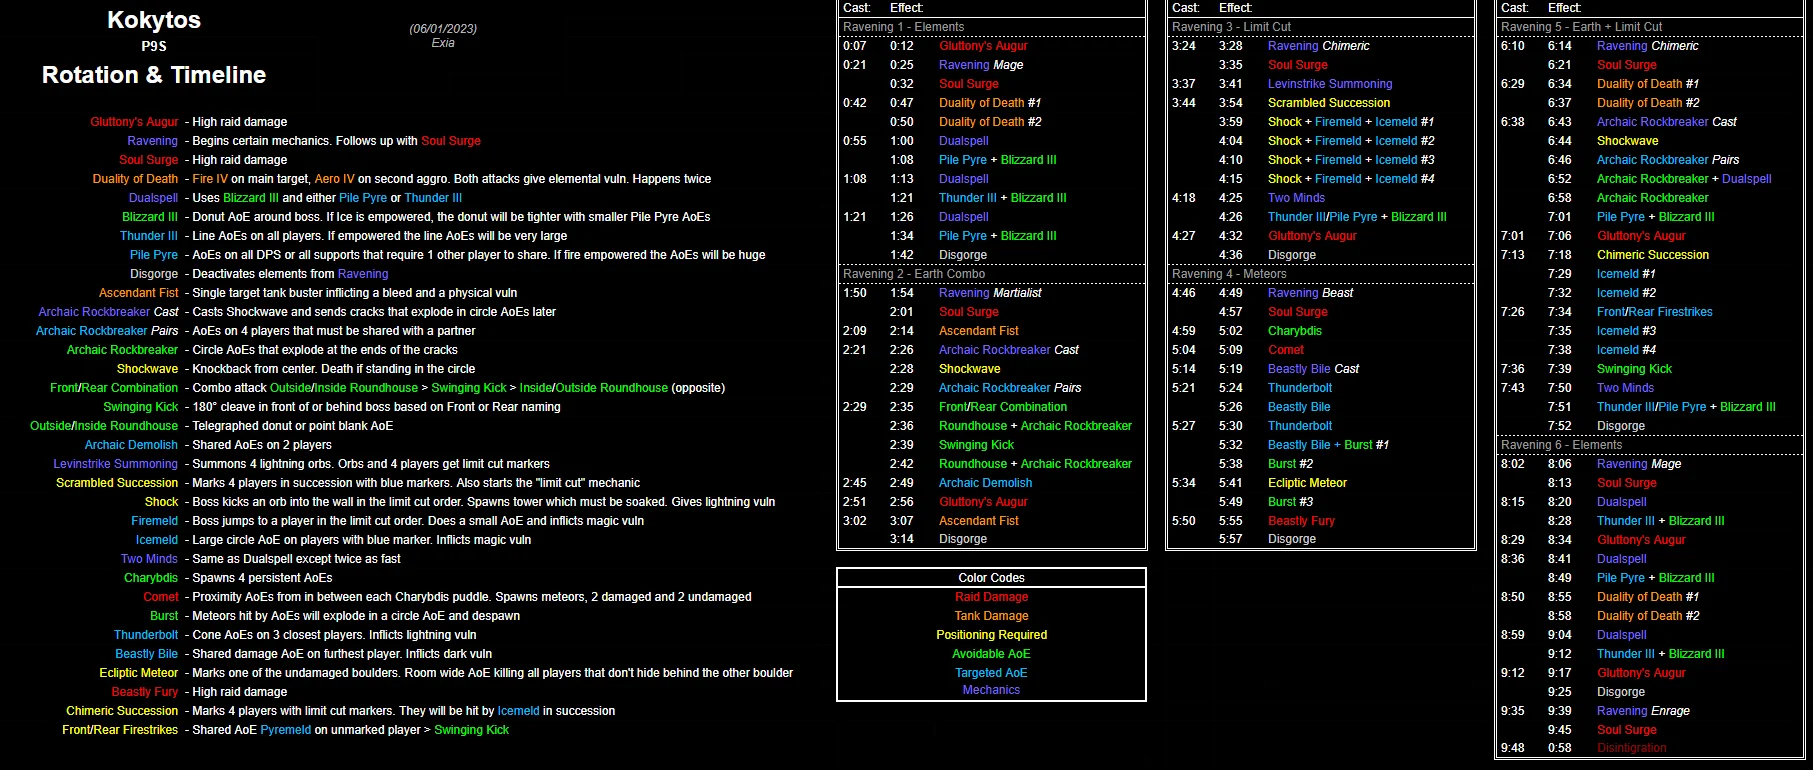 Kokytos
P9S
Rotation & Timeline
(06/01/2023)
Exia
Gluttony's Augur - High raid damage
Ravening - Begins certain mechanics. Follows up with Soul Surge
Soul Surge - High raid damage
Duality of Death - Fire IV on main target, Aero IV on second aggro. Both attacks give elemental vuln. Happens twice
Dualspell - Uses Blizzard III and either Pile Pyre or Thunder III
Blizzard III - Donut AoE around boss. If Ice is empowered, the donut will be tighter with smaller Pile Pyre AoEs
Thunder III - Line AoEs on all players. If empowered the line AoEs will be very large
Pile Pyre - AoEs on all DPS or all supports that require 1 other player to share. If fire empowered the AoEs will be huge
Disgorge - Deactivates elements from Ravening
Ascendant Fist - Single target tank buster inflicting a bleed and a physical vuln
Archaic Rockbreaker Cast - Casts Shockwave and sends cracks that explode in circle AoEs later
Archaic Rockbreaker Pairs - AoEs on 4 players that must be shared with a partner
Archaic Rockbreaker - Circle AoEs that explode at the ends of the cracks
Shockwave - Knockback from center. Death if standing in the circle
Front/Rear Combination - Combo attack Outside/Inside Roundhouse > Swinging Kick > Inside/Outside Roundhouse (opposite)
Swinging Kick - 180° cleave in front of or behind boss based on Front or Rear naming
Outside/Inside Roundhouse - Telegraphed donut or point blank AoE
Archaic Demolish - Shared AoEs on 2 players
Levinstrike Summoning - Summons 4 lightning orbs. Orbs and 4 players get limit cut markers
Scrambled Succession - Marks 4 players in succession with blue markers. Also starts the "limit cut" mechanic
Shock - Boss kicks an orb into the wall in the limit cut order. Spawns tower which must be soaked. Gives lightning vuln
Firemeld - Boss jumps to a player in the limit cut order. Does a small AoE and inflicts magic vuln
Icemeld - Large circle AoE on players with blue marker. Inflicts magic vuln
Two Minds - Same as Dualspell except twice as fast
Charybdis - Spawns 4 persistent AoEs
Comet - Proximity AoEs from in between each Charybdis puddle. Spawns meteors, 2 damaged and 2 undamaged
Burst - Meteors hit by AoEs will explode in a circle AoE and despawn
Thunderbolt - Cone AoEs on 3 closest players. Inflicts lightning vuln
Beastly Bile - Shared damage AoE on furthest player. Inflicts dark vuln
Ecliptic Meteor - Marks one of the undamaged boulders. Room wide AoE killing all players that don't hide behind the other boulder
Beastly Fury - High raid damage
Chimeric Succession - Marks 4 players with limit cut markers. They will be hit by Icemeld in succession
Front/Rear Firestrikes - Shared AoE Pyremeld on unmarked player > Swinging Kick
Cast: Effect:
Ravening 1 - Elements
0:07 0:12 Gluttony's Augur
0:21 0:25 Ravening Mage
0:32 Soul Surge
0:42 0:47 Duality of Death #1
0:50 Duality of Death #2
0:55 1:00 Dualspell
1:08 Pile Pyre + Blizzard III
1:08 1:13 Dualspell
1:21 Thunder III + Blizzard III
1:21 1:26 Dualspell
1:34 Pile Pyre + Blizzard III
1:42 Disgorge
Ravening 2 - Earth Combo
1:50 1:54 Ravening Martialist
2:01 Soul Surge
2:09 2:14 Ascendant Fist
2:21 2:26 Archaic Rockbreaker Cast
2:28 Shockwave
2:29 Archaic Rockbreaker Pairs
2:29 2:35 Front/Rear Combination
2:36 Roundhouse + Archaic Rockbreaker
2:39 Swinging Kick
2:42 Roundhouse + Archaic Rockbreaker
2:45 2:49 Archaic Demolish
2:51 2:56 Gluttony's Augur
3:02 3:07 Ascendant Fist
3:14 Disgorge
Color Codes
Raid Damage
Tank Damage
Positioning Required
Avoidable AoE
Targeted AoE
Mechanics
Cast: Effect:
Ravening 3 - Limit Cut
3:24 3:28 Ravening Chimeric
3:35 Soul Surge
3:37 3:41 Levinstrike Summoning
3:44 3:54 Scrambled Succession
3:59 Shock + Firemeld + Icemeld #1
4:04 Shock + Firemeld + Icemeld #2
4:10 Shock + Firemeld + Icemeld #3
4:15 Shock + Firemeld + Icemeld #4
4:18 4:25 Two Minds
4:26 Thunder III/Pile Pyre + Blizzard III
4:27 4:32 Gluttony's Augur
4:36 Disgorge
Ravening 4 - Meteors
4:46 4:49 Ravening Beast
4:57 Soul Surge
4:59 5:02 Charybdis
5:04 5:09 Comet
5:14 5:19 Beastly Bile Cast
5:21 5:24 Thunderbolt
5:26 Beastly Bile
5:27 5:30 Thunderbolt
5:32 Beastly Bile + Burst #1
5:38 Burst #2
5:34 5:41 Ecliptic Meteor
5:49 Burst #3
5:50 5:55 Beastly Fury
5:57 Disgorge
Cast: Effect:
Ravening 5 - Earth + Limit Cut
6:10 6:14 Ravening Chimeric
6:21 Soul Surge
6:29 6:34 Duality of Death #1
6:37 Duality of Death #2
6:38 6:43 Archaic Rockbreaker Cast
6:44 Shockwave
6:46 Archaic Rockbreaker Pairs
6:52 Archaic Rockbreaker + Dualspell
6:58 Archaic Rockbreaker
7:01 Pile Pyre + Blizzard III
7:01 7:06 Gluttony's Augur
7:13 7:18 Chimeric Succession
7:29 Icemeld #1
7:32 Icemeld #2
7:26 7:34 Front/Rear Firestrikes
7:35 Icemeld #3
7:38 Icemeld #4
7:36 7:39 Swinging Kick
7:43 7:50 Two Minds
7:51 Thunder III/Pile Pyre + Blizzard III
7:52 Disgorge
Ravening 6 - Elements
8:02 8:06 Ravening Mage
8:13 Soul Surge
8:15 8:20 Dualspell
8:28 Thunder III + Blizzard III
8:29 8:34 Gluttony's Augur
8:36 8:41 Dualspell
8:49 Pile Pyre + Blizzard III
8:50 8:55 Duality of Death #1
8:58 Duality of Death #2
8:59 9:04 Dualspell
9:12 Thunder III + Blizzard III
9:12 9:17 Gluttony's Augur
9:25 Disgorge
9:35 9:39 Ravening Enrage
9:45 Soul Surge
9:48 0:58 Disintigration